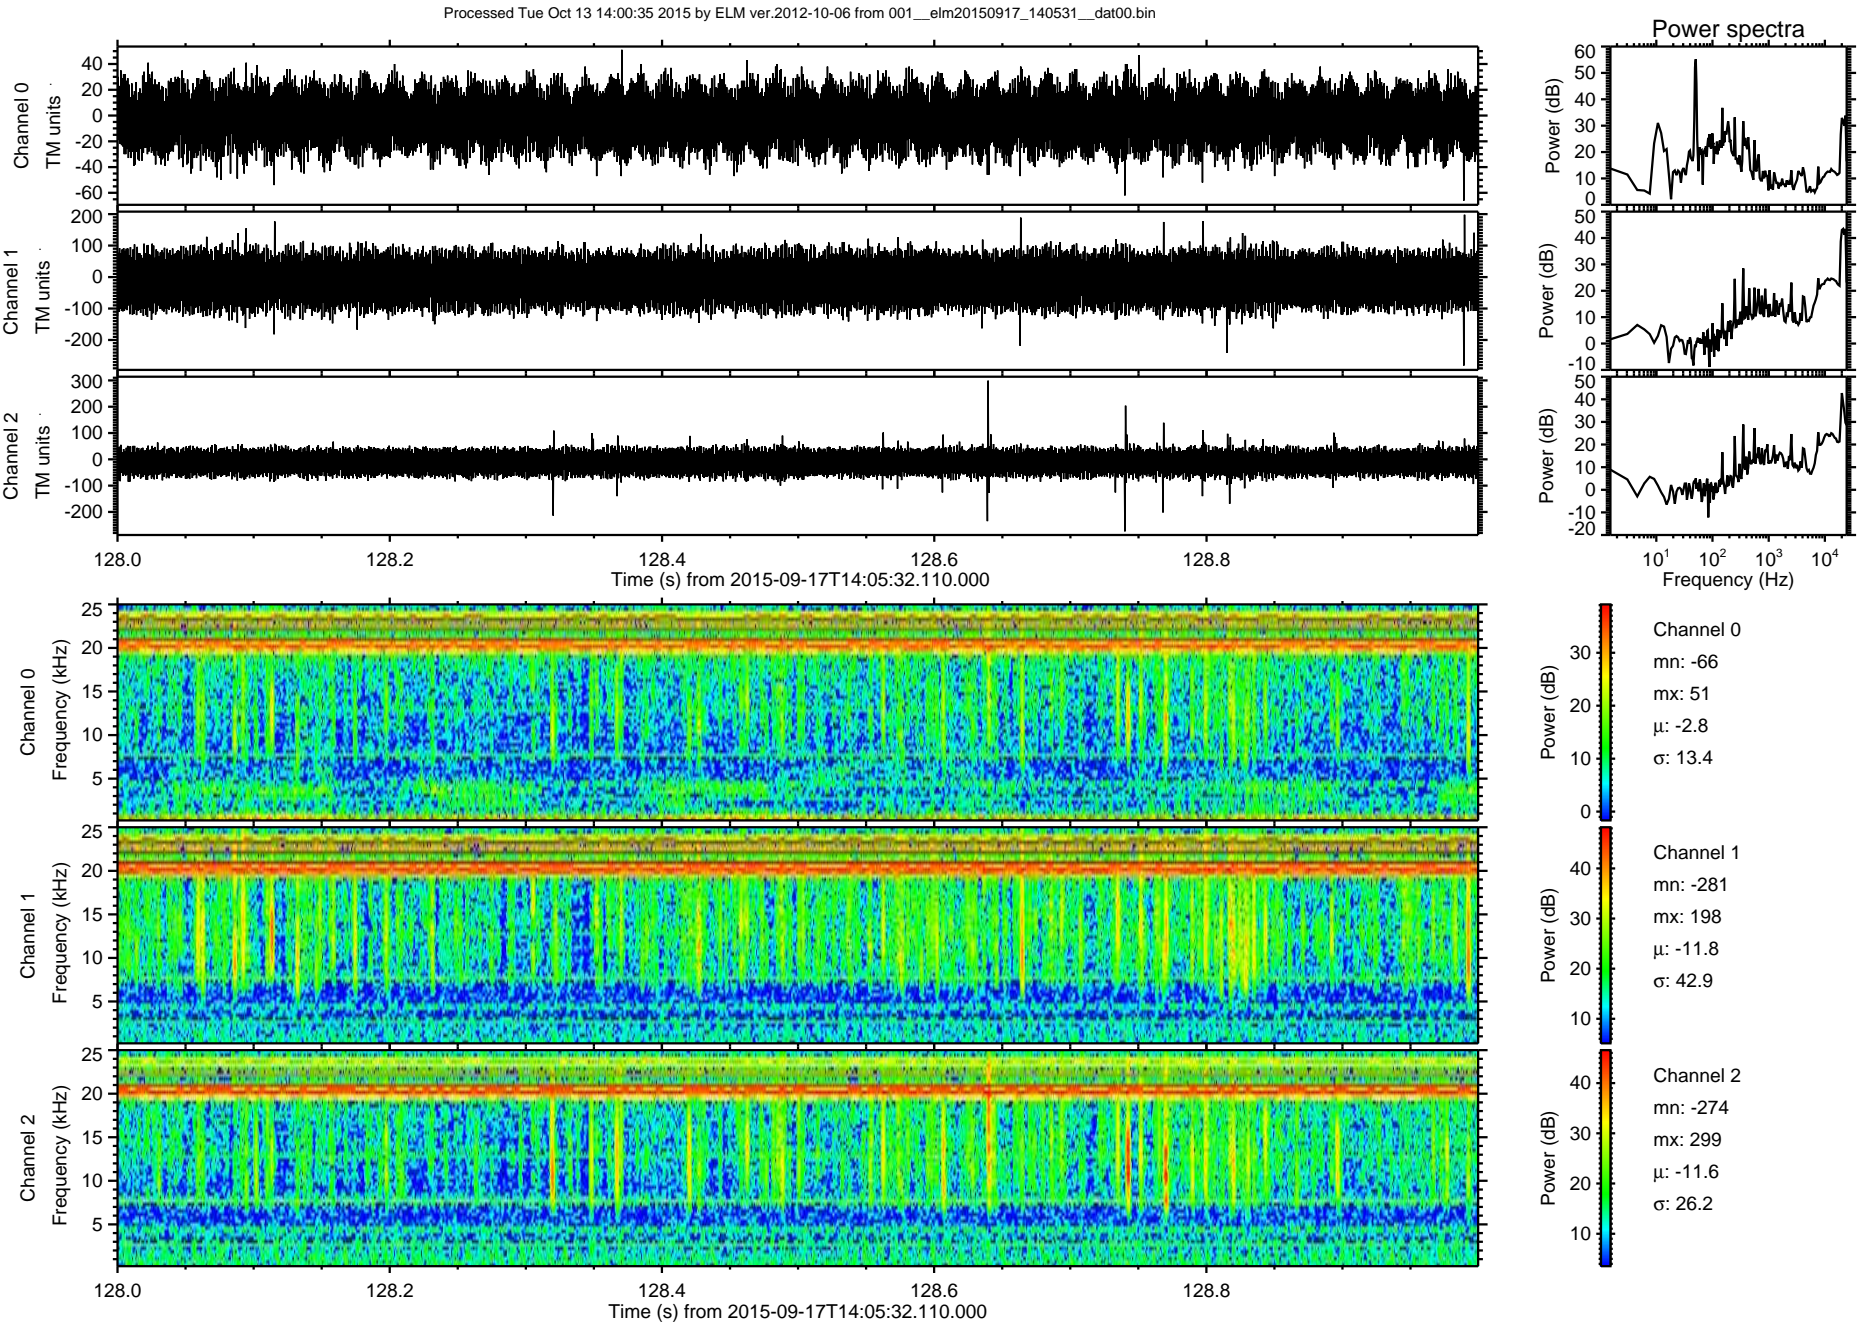 Processed Tue Oct 13 14:00:35 2015 by ELM ver.2012-10-06 from 001__elm20150917_140531__dat00.bin
Power spectra
Channel 0
TM units
40
20
0
-20
-40
-60
Power (dB)
60
50
40
30
20
10
0
Channel 1
TM units
200
100
0
-100
-200
Power (dB)
50
40
30
20
10
0
-10
Channel 2
TM units
300
200
100
0
-100
-200
Power (dB)
50
40
30
20
10
0
-10
-20
128.0 128.2 128.4 128.6 128.8
Time (s) from 2015-09-17T14:05:32.110.000
10^1 10^2 10^3 10^4
Frequency (Hz)
Channel 0
Frequency (kHz)
25
20
15
10
5
Power (dB)
30
20
10
0
Channel 0
mn: -66
mx: 51
μ: -2.8
σ: 13.4
Channel 1
Frequency (kHz)
25
20
15
10
5
Power (dB)
40
30
20
10
Channel 1
mn: -281
mx: 198
μ: -11.8
σ: 42.9
Channel 2
Frequency (kHz)
25
20
15
10
5
Power (dB)
40
30
20
10
Channel 2
mn: -274
mx: 299
μ: -11.6
σ: 26.2
128.0 128.2 128.4 128.6 128.8
Time (s) from 2015-09-17T14:05:32.110.000